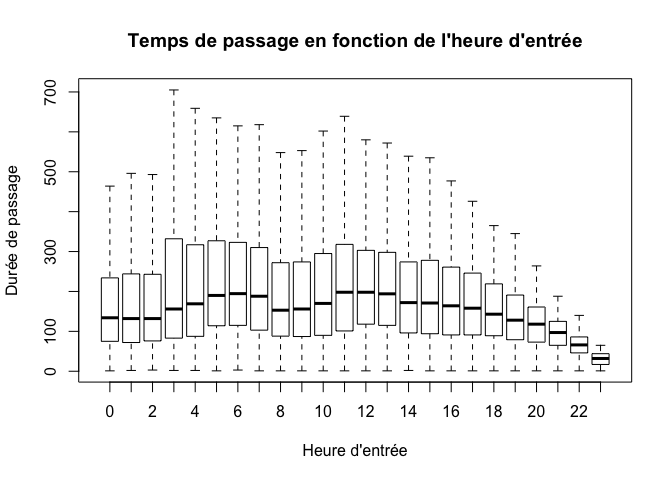 Temps de passage en fonction de l'heure d'entrée
Durée de passage
700
500
300
100
0
0 2 4 6 8 10 12 14 16 18 20 22
Heure d'entrée